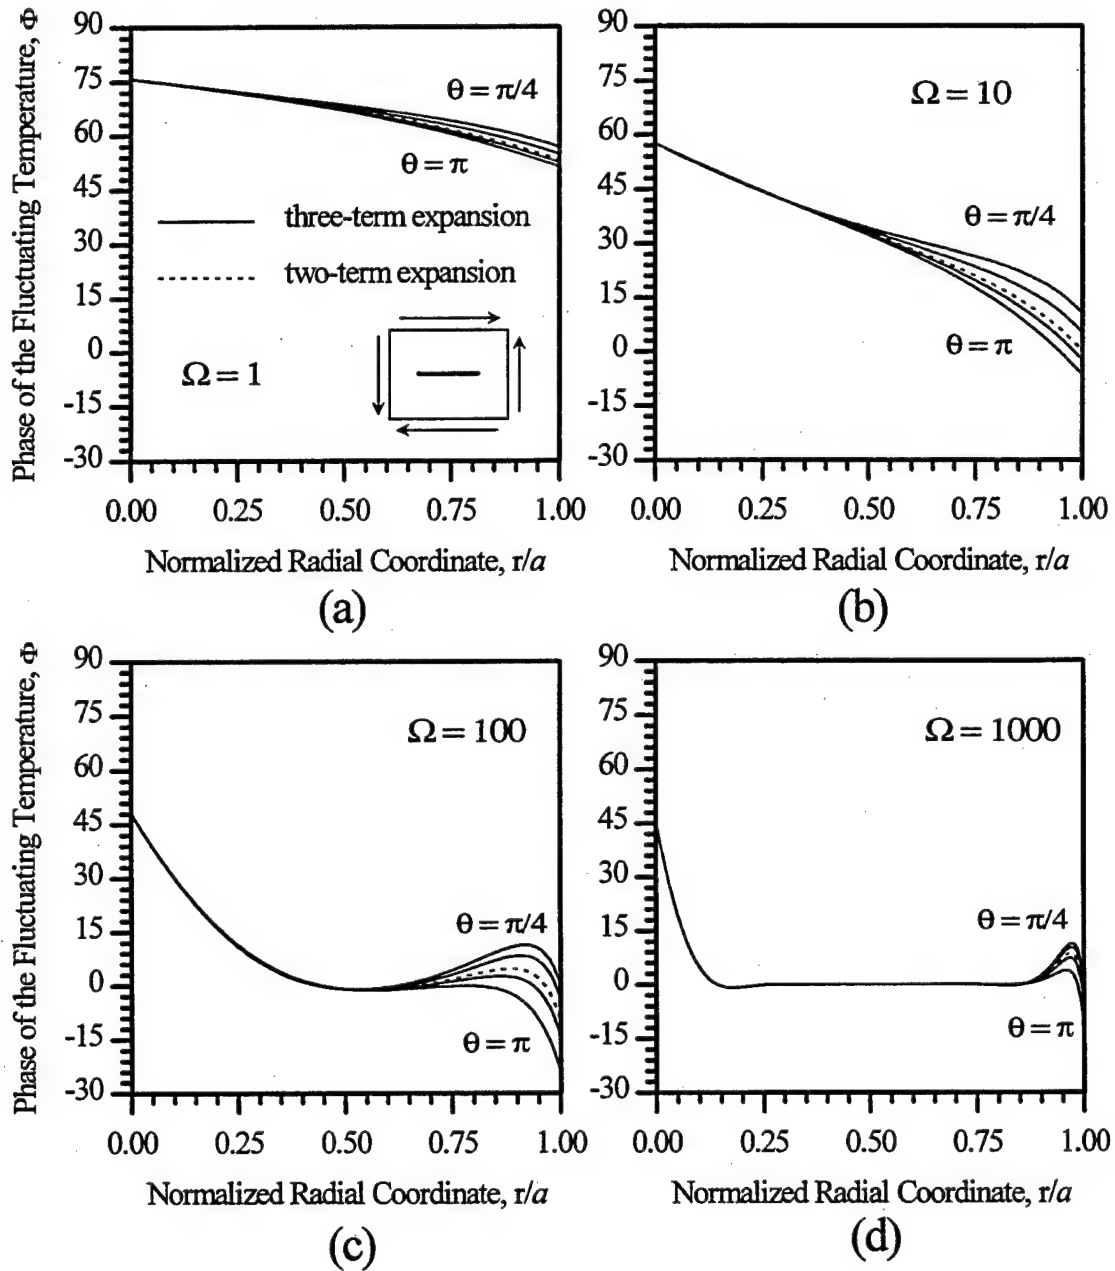 Phase of the Fluctuating Temperature, Φ
90
75
60
45
30
15
0
-15
-30
θ = π/4
θ = π
three-term expansion
two-term expansion
Ω = 1
0.00 0.25 0.50 0.75 1.00
Normalized Radial Coordinate, r/a
(a)
90
75
60
45
30
15
0
-15
-30
Ω = 10
θ = π/4
θ = π
0.00 0.25 0.50 0.75 1.00
Normalized Radial Coordinate, r/a
(b)
Phase of the Fluctuating Temperature, Φ
90
75
60
45
30
15
0
-15
-30
Ω = 100
θ = π/4
θ = π
0.00 0.25 0.50 0.75 1.00
Normalized Radial Coordinate, r/a
(c)
90
75
60
45
30
15
0
-15
-30
Ω = 1000
θ = π/4
θ = π
0.00 0.25 0.50 0.75 1.00
Normalized Radial Coordinate, r/a
(d)